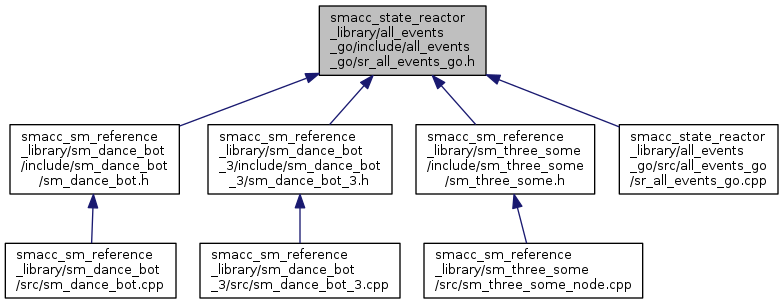 smacc_state_reactor
_library/all_events
_go/include/all_events
_go/sr_all_events_go.h
smacc_sm_reference
_library/sm_dance_bot
/include/sm_dance_bot
/sm_dance_bot.h
smacc_sm_reference
_library/sm_dance_bot
_3/include/sm_dance_bot
_3/sm_dance_bot_3.h
smacc_sm_reference
_library/sm_three_some
/include/sm_three_some
/sm_three_some.h
smacc_state_reactor
_library/all_events
_go/src/all_events_go
/sr_all_events_go.cpp
smacc_sm_reference
_library/sm_dance_bot
/src/sm_dance_bot.cpp
smacc_sm_reference
_library/sm_dance_bot
_3/src/sm_dance_bot_3.cpp
smacc_sm_reference
_library/sm_three_some
/src/sm_three_some_node.cpp